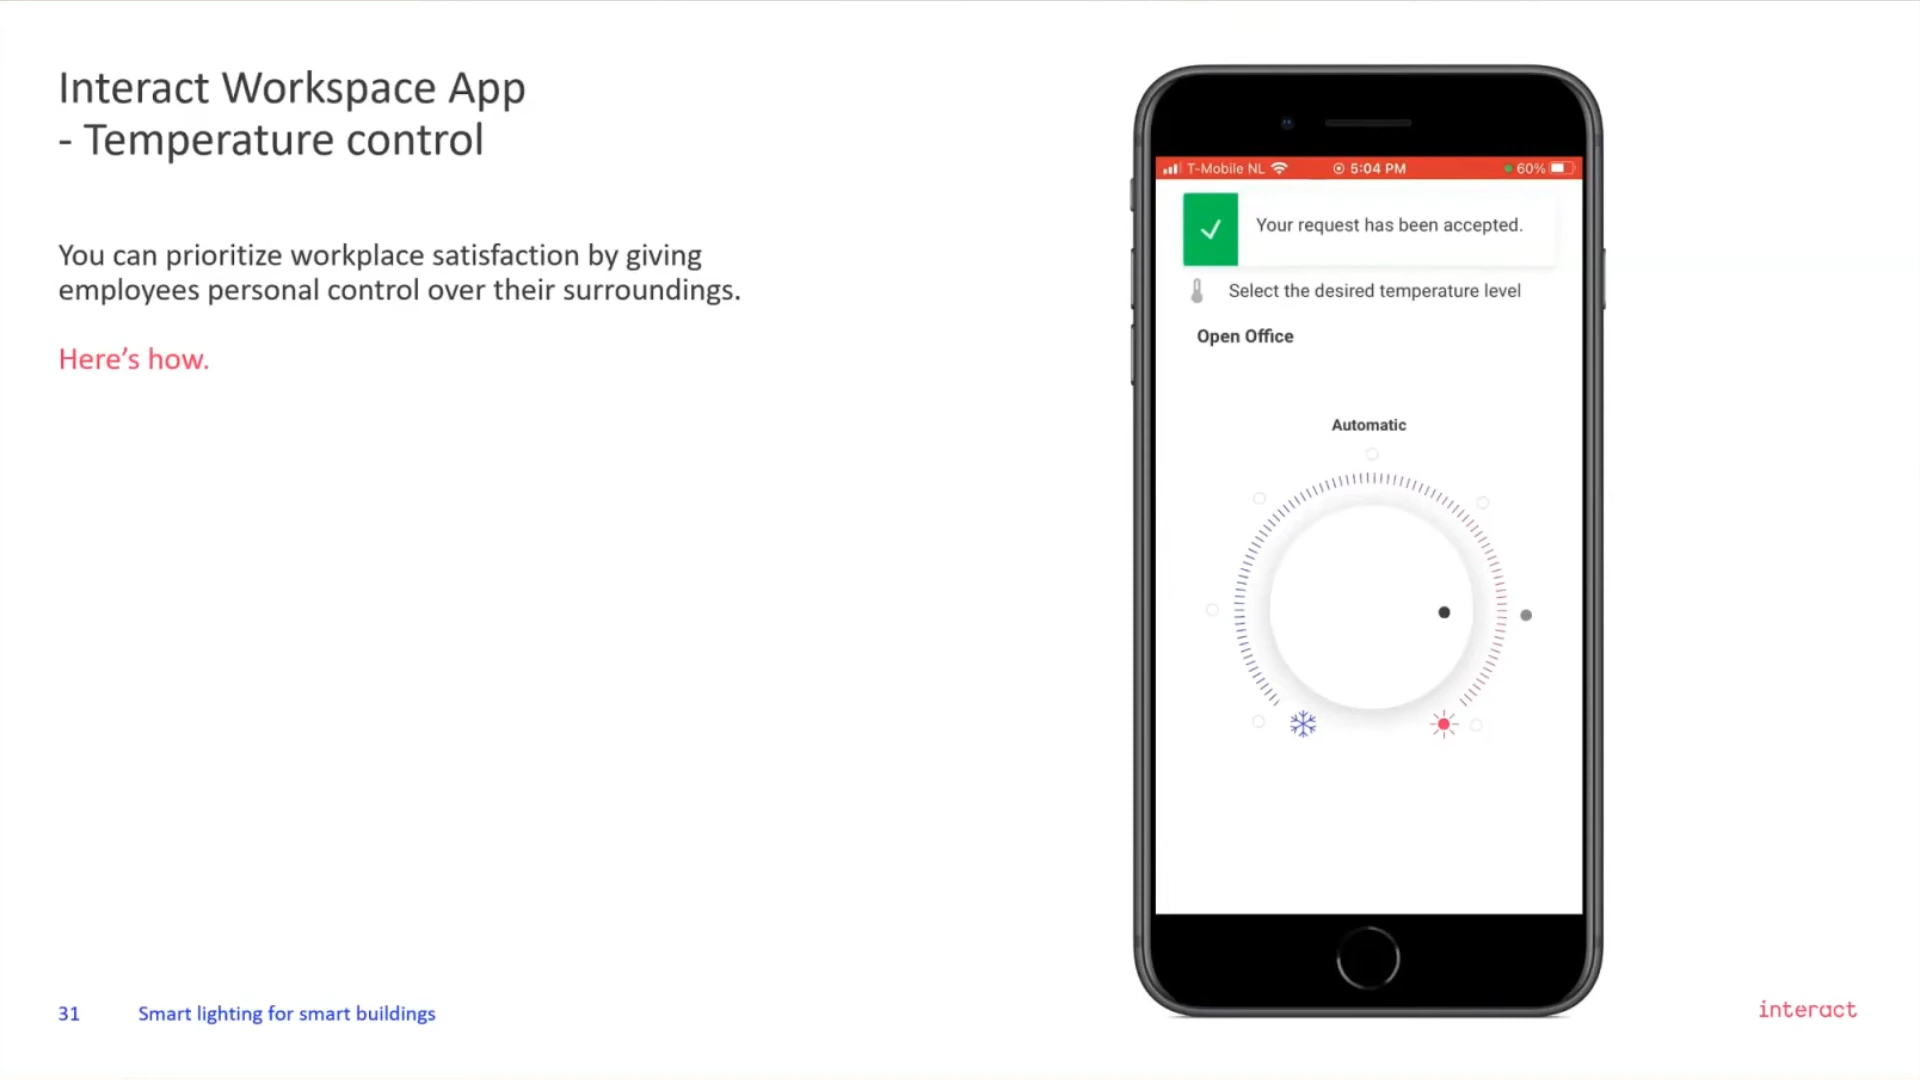 Interact Workspace App
- Temperature control
You can prioritize workplace satisfaction by giving
employees personal control over their surroundings.
Here’s how.
T-Mobile NL
5:04 PM
60%
Your request has been accepted.
Select the desired temperature level
Open Office
Automatic
31
Smart lighting for smart buildings
interact